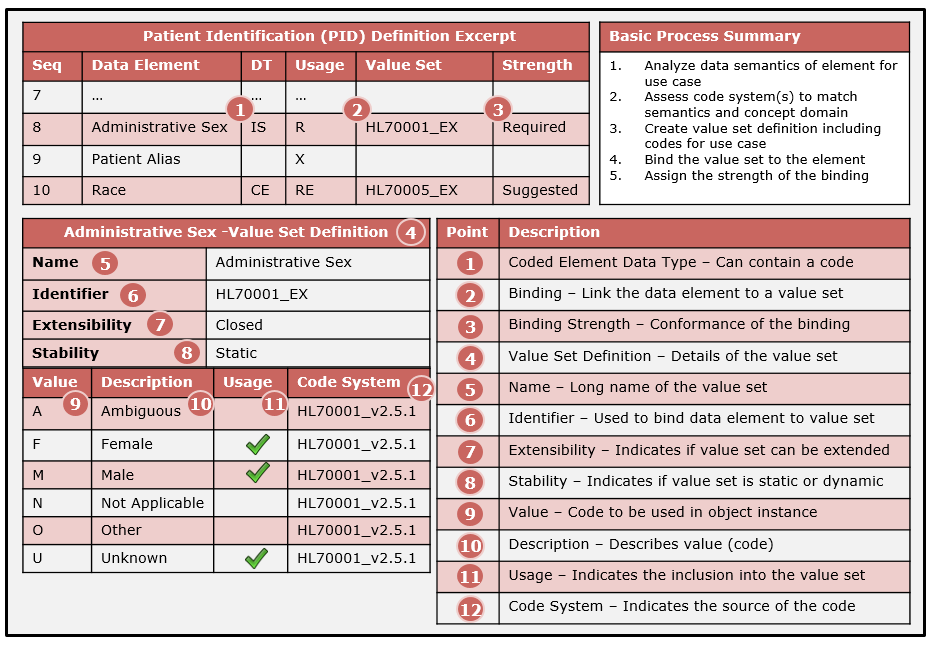 Patient Identification (PID) Definition Excerpt
Seq Data Element DT Usage Value Set Strength
7 … … …
1 2 3
8 Administrative Sex IS R HL70001_EX Required
9 Patient Alias X
10 Race CE RE HL70005_EX Suggested
Basic Process Summary
1. Analyze data semantics of element for
use case
2. Assess code system(s) to match
semantics and concept domain
3. Create value set definition including
codes for use case
4. Bind the value set to the element
5. Assign the strength of the binding
Administrative Sex -Value Set Definition 4
Name 5 Administrative Sex
Identifier 6 HL70001_EX
Extensibility 7 Closed
Stability 8 Static
Value Description Usage Code System
9 10 11 12
A Ambiguous HL70001_v2.5.1
F Female HL70001_v2.5.1
M Male HL70001_v2.5.1
N Not Applicable HL70001_v2.5.1
O Other HL70001_v2.5.1
U Unknown HL70001_v2.5.1
Point Description
1 Coded Element Data Type – Can contain a code
2 Binding – Link the data element to a value set
3 Binding Strength – Conformance of the binding
4 Value Set Definition – Details of the value set
5 Name – Long name of the value set
6 Identifier – Used to bind data element to value set
7 Extensibility – Indicates if value set can be extended
8 Stability – Indicates if value set is static or dynamic
9 Value – Code to be used in object instance
10 Description – Describes value (code)
11 Usage – Indicates the inclusion into the value set
12 Code System – Indicates the source of the code